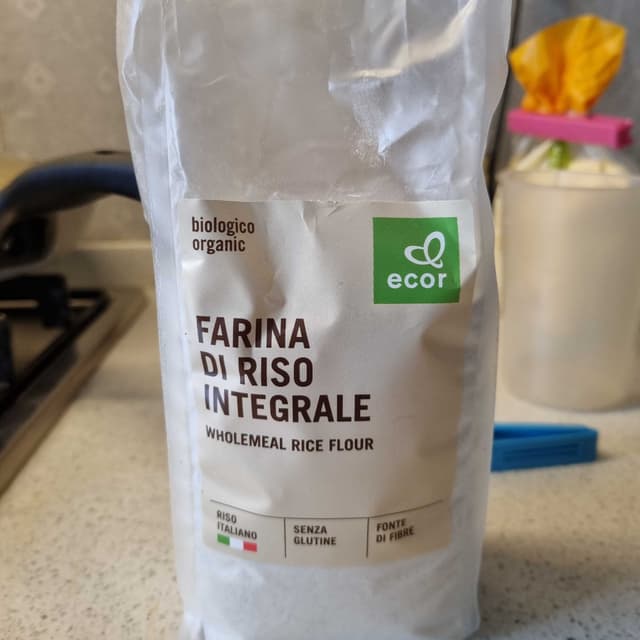 biologico
organic
ecor
FARINA
DI RISO
INTEGRALE
WHOLEMEAL RICE FLOUR
RISO
ITALIANO
SENZA
GLUTINE
FONTE
DI FIBRE